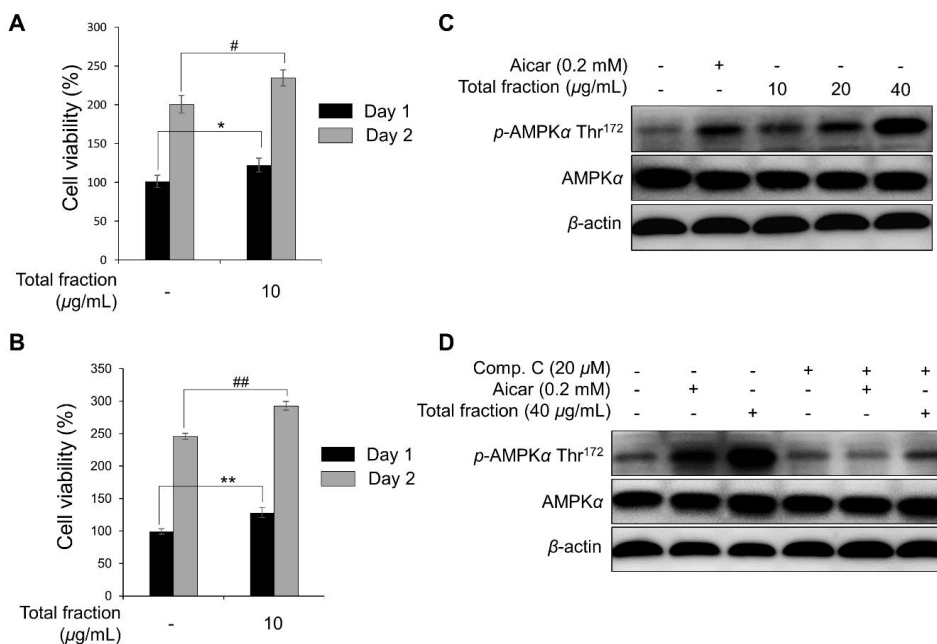 A
300
250
200
150
100
50
0
Cell viability (%)
#
*
Day 1
Day 2
Total fraction
(µg/mL)
- 10
B
350
300
250
200
150
100
50
0
Cell viability (%)
##
**
Day 1
Day 2
Total fraction
(µg/mL)
- 10
C
Aicar (0.2 mM) - + - - -
Total fraction (µg/mL) - - 10 20 40
p-AMPKα Thr172
AMPKα
β-actin
D
Comp. C (20 µM) - - - + + +
Aicar (0.2 mM) - + - - + -
Total fraction (40 µg/mL) - - + - - +
p-AMPKα Thr172
AMPKα
β-actin